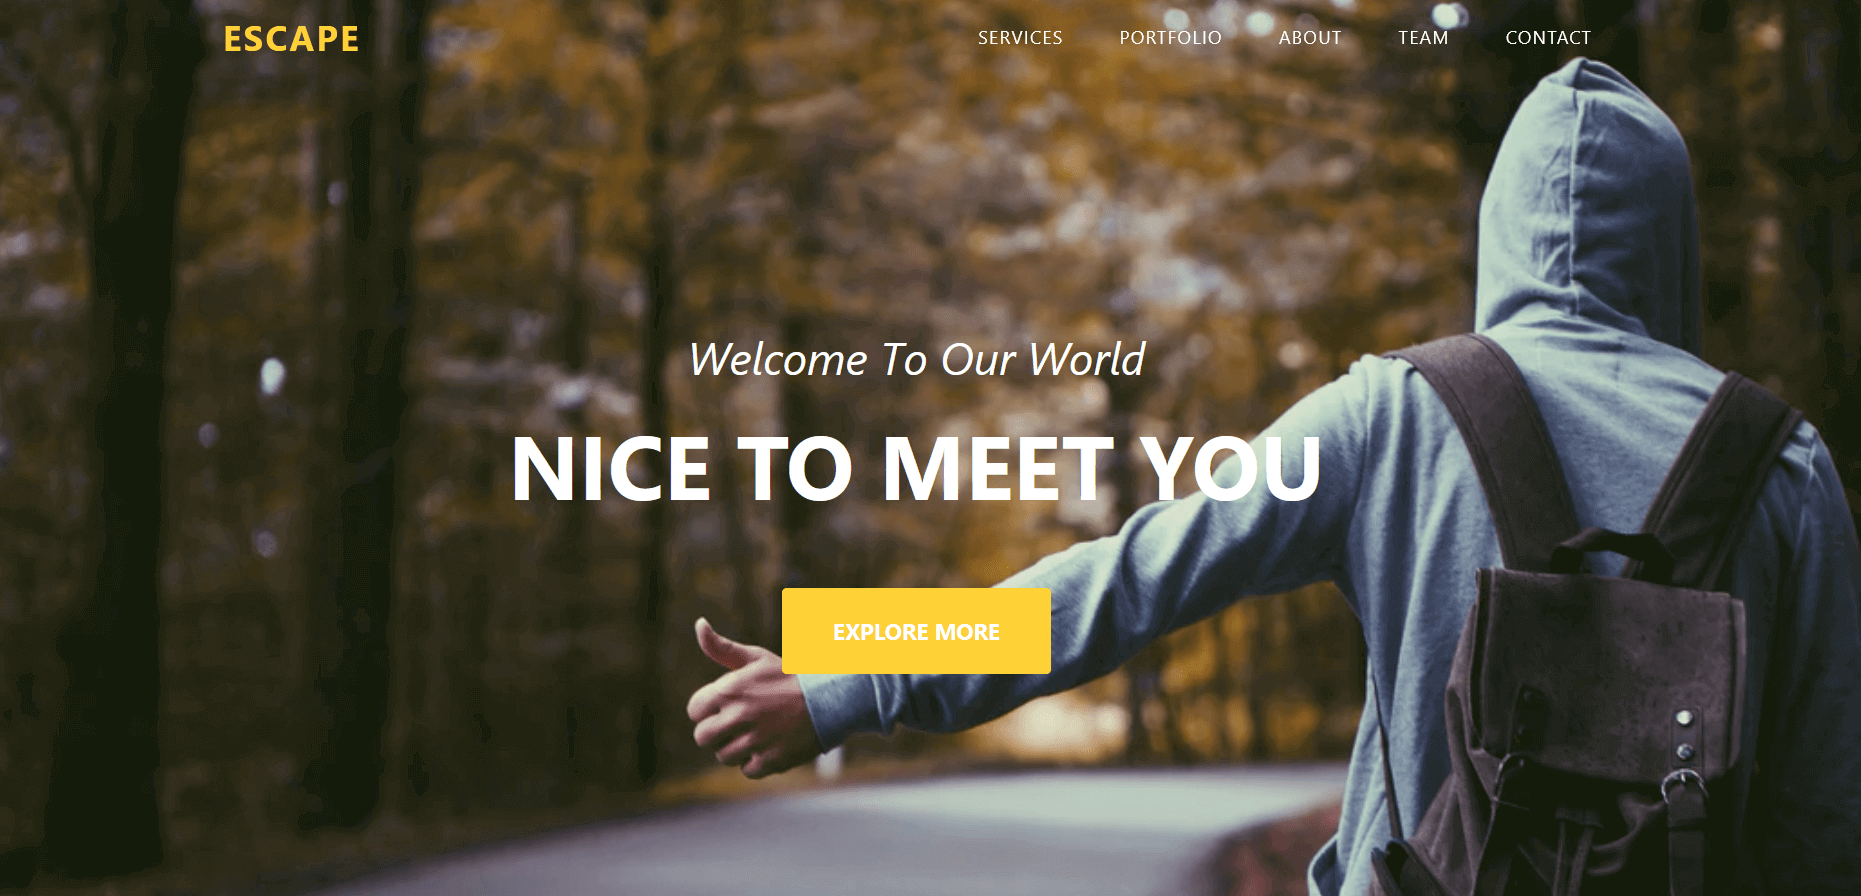 ESCAPE
SERVICES PORTFOLIO ABOUT TEAM CONTACT
Welcome To Our World
NICE TO MEET YOU
EXPLORE MORE